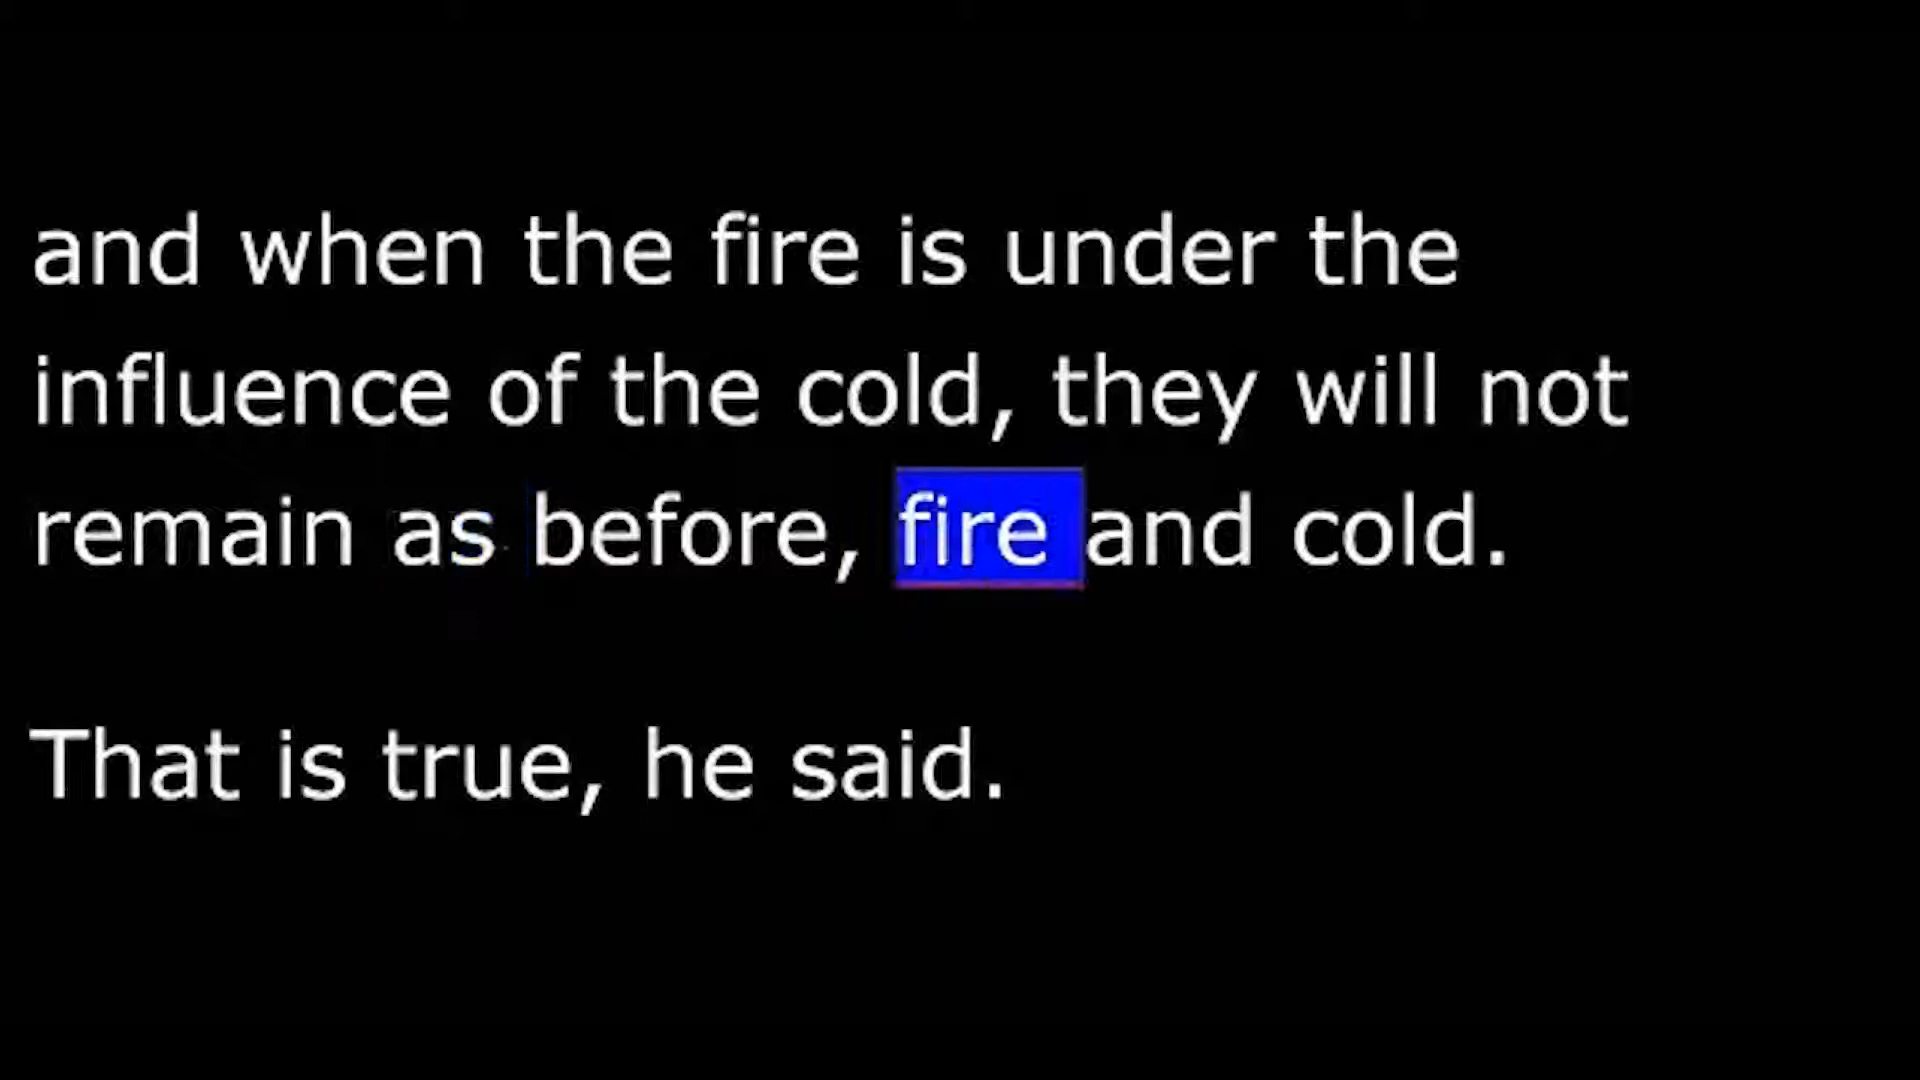 and when the fire is under the
influence of the cold, they will not
remain as before, fire and cold.
That is true, he said.